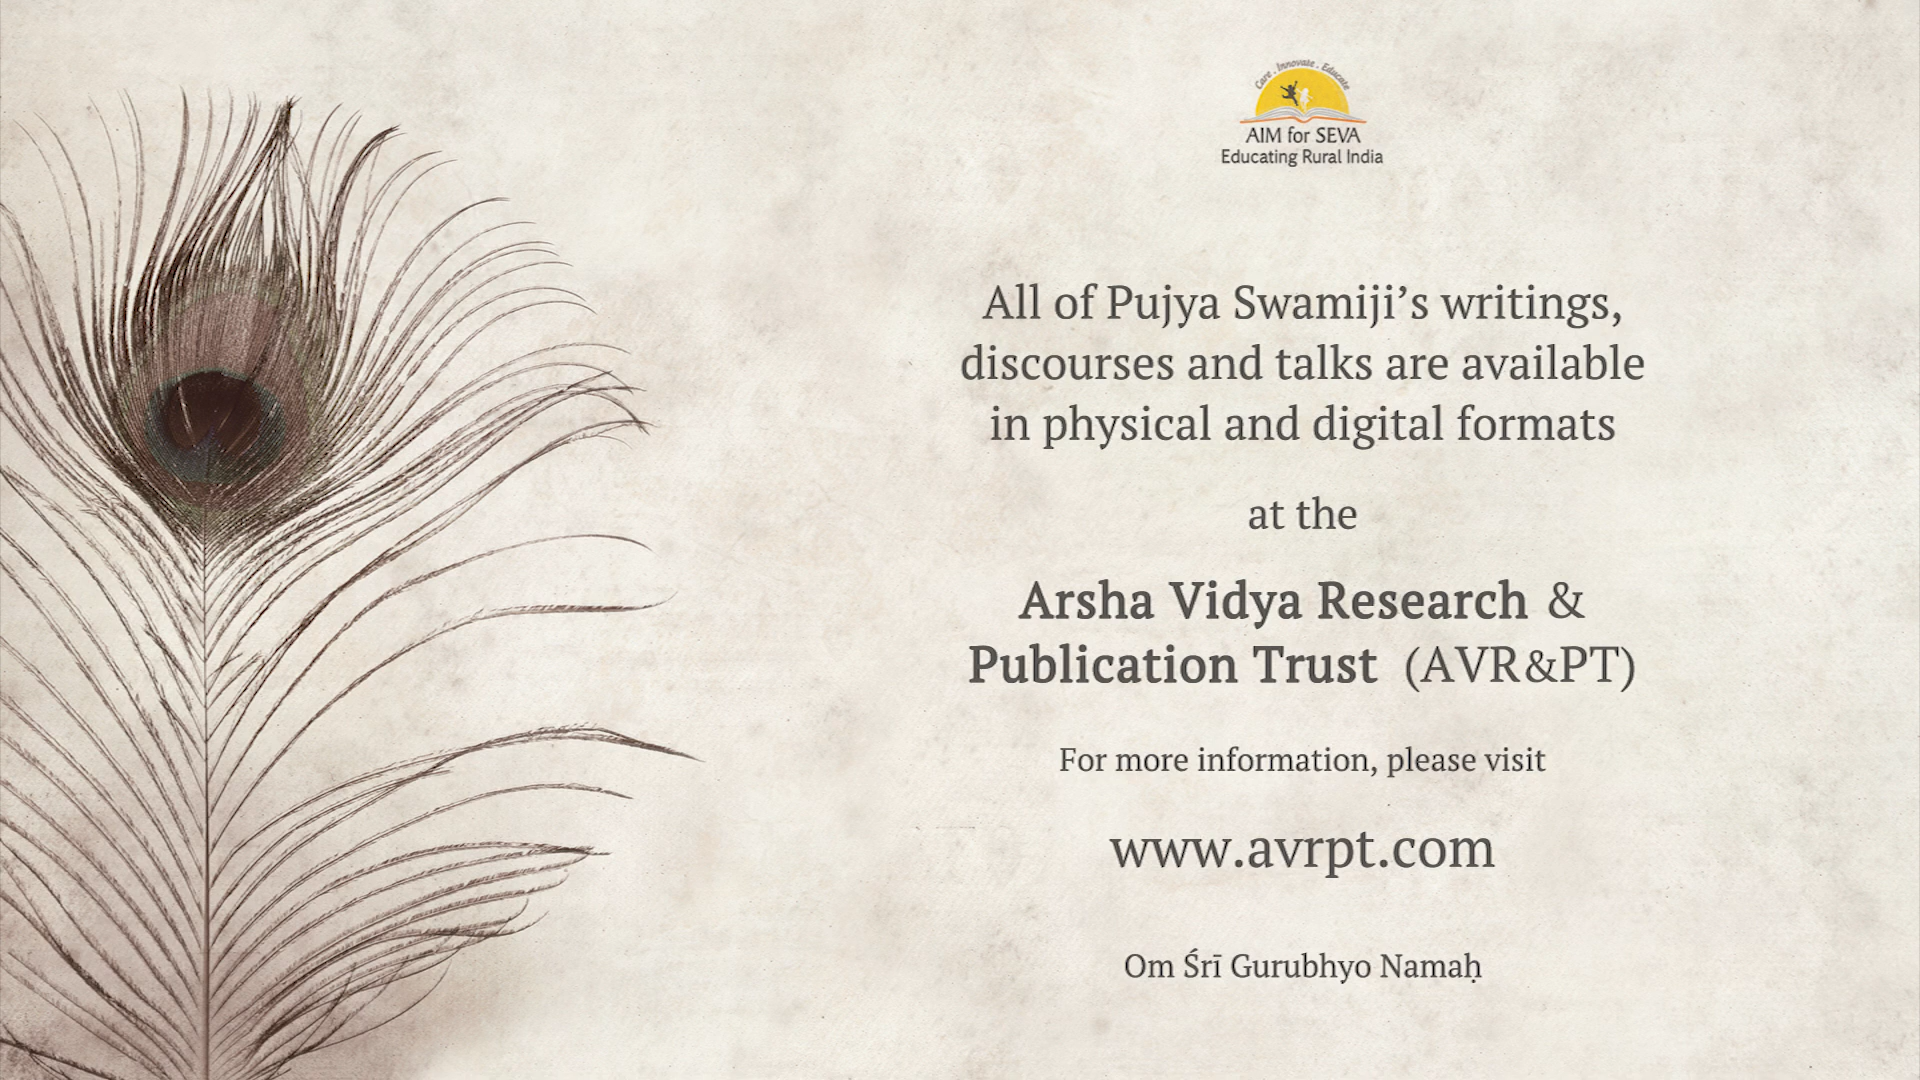 Care . Innovate . Educate
AIM for SEVA
Educating Rural India
All of Pujya Swamiji’s writings,
discourses and talks are available
in physical and digital formats
at the
Arsha Vidya Research &
Publication Trust (AVR&PT)
For more information, please visit
www.avrpt.com
Om Śrī Gurubhyo Namaḥ